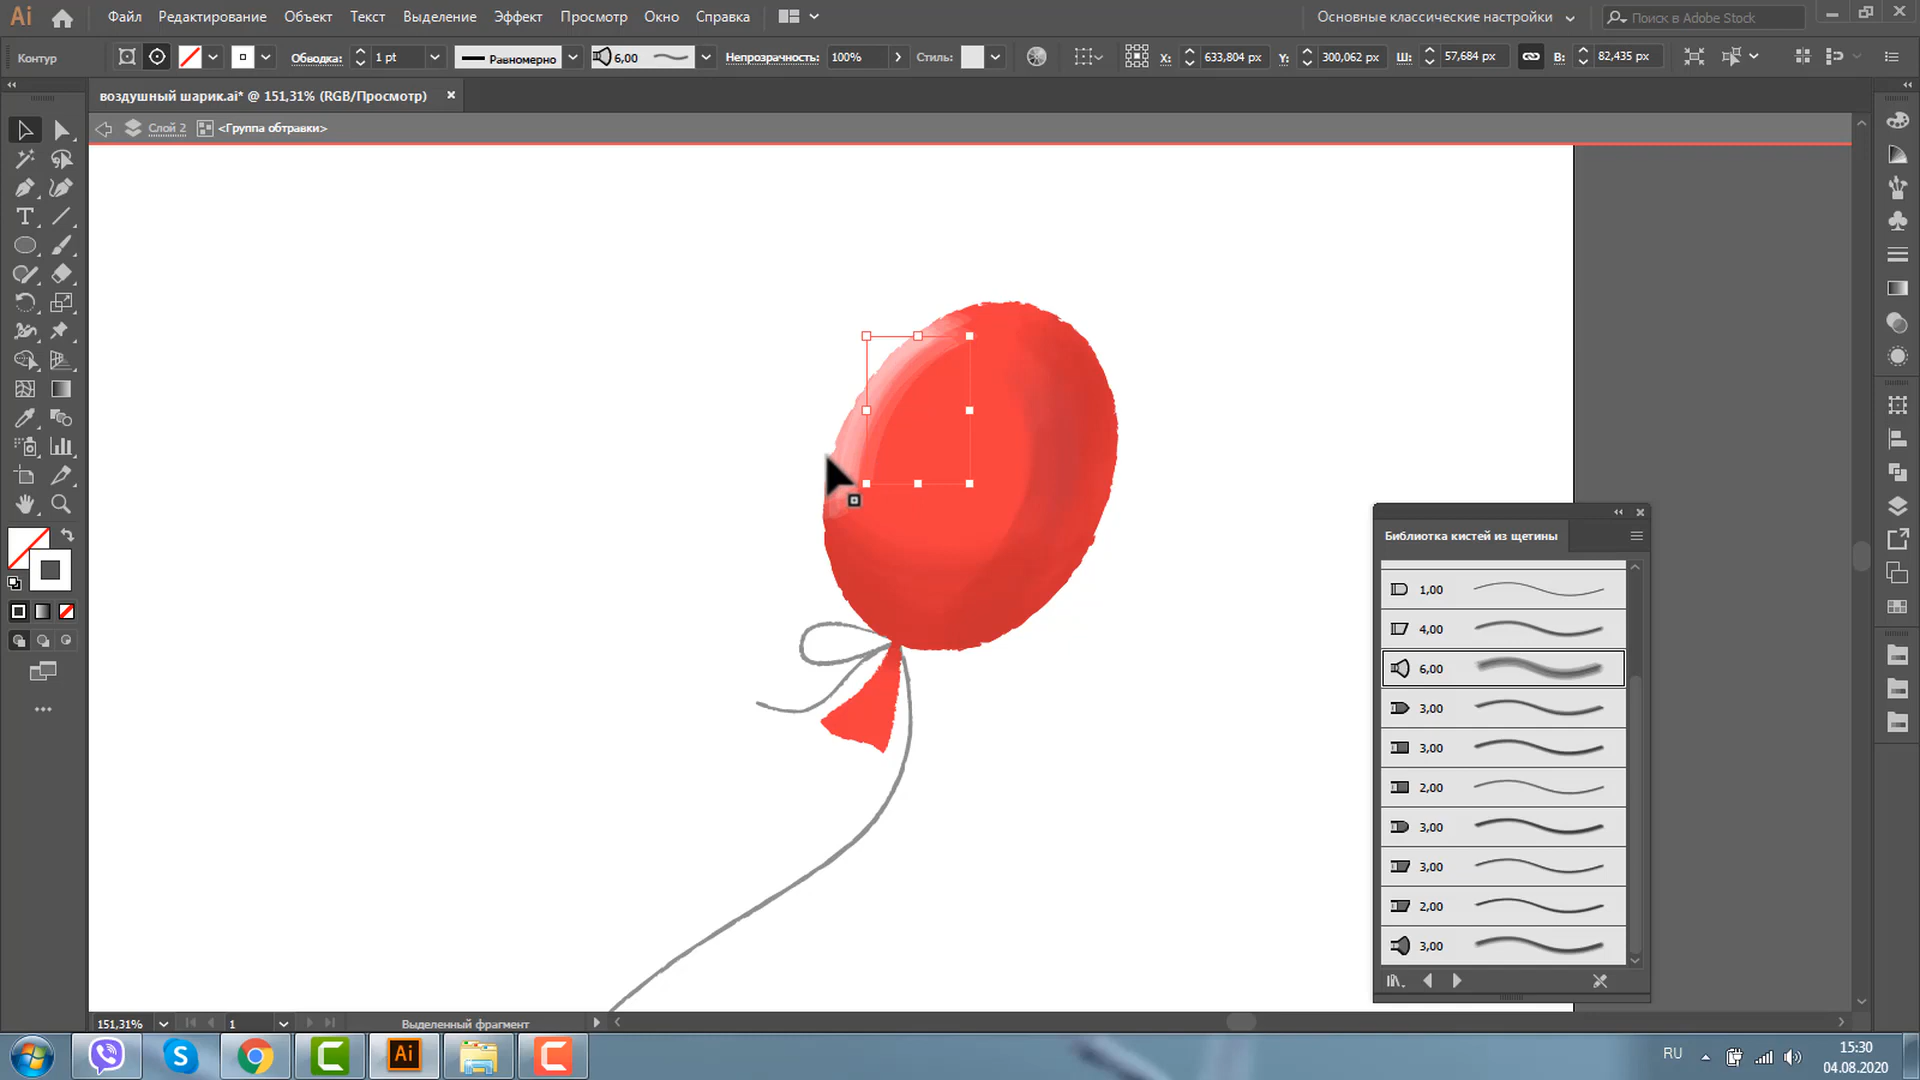 Ai Файл Редактирование Объект Текст Выделение Эффект Просмотр Окно Справка Основные классические настройки Поиск в Adobe Stock
Контур Обводка: 1 pt Равномерно 6,00 Непрозрачность: 100% Стиль: X: 633,804 px Y: 300,062 px Ш: 57,684 px В: 82,435 px
воздушный шарик.ai* @ 151,31% (RGB/Просмотр)
Слой 2 <Группа обтравки>
Библиотека кистей из щетины
1,00
4,00
6,00
3,00
3,00
2,00
3,00
3,00
2,00
3,00
151,31% 1 Выделенный фрагмент
Ai RU 15:30
04.08.2020